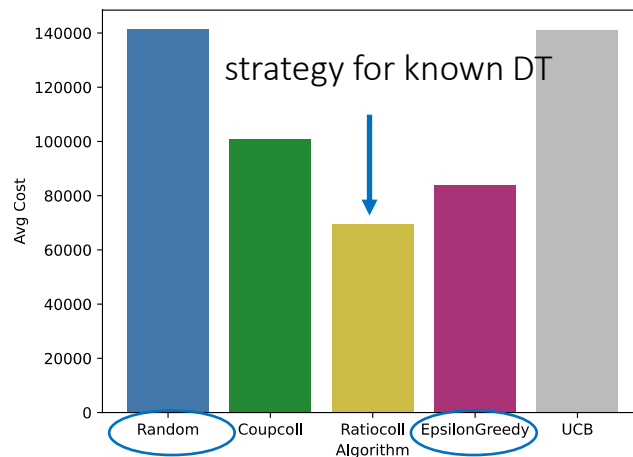 140000
strategy for known DT
120000
100000
80000
60000
40000
20000
0
Avg Cost
Random Coupcoll Ratiocoll EpsilonGreedy UCB
Algorithm